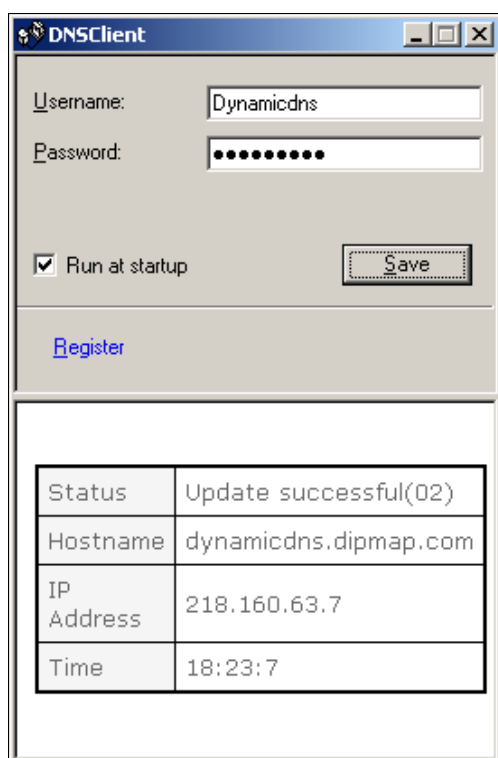 DNSClient
Username: Dynamicdns
Password: •••••••••
Run at startup Save
Register
Status Update successful(02)
Hostname dynamicdns.dipmap.com
IP
Address 218.160.63.7
Time 18:23:7